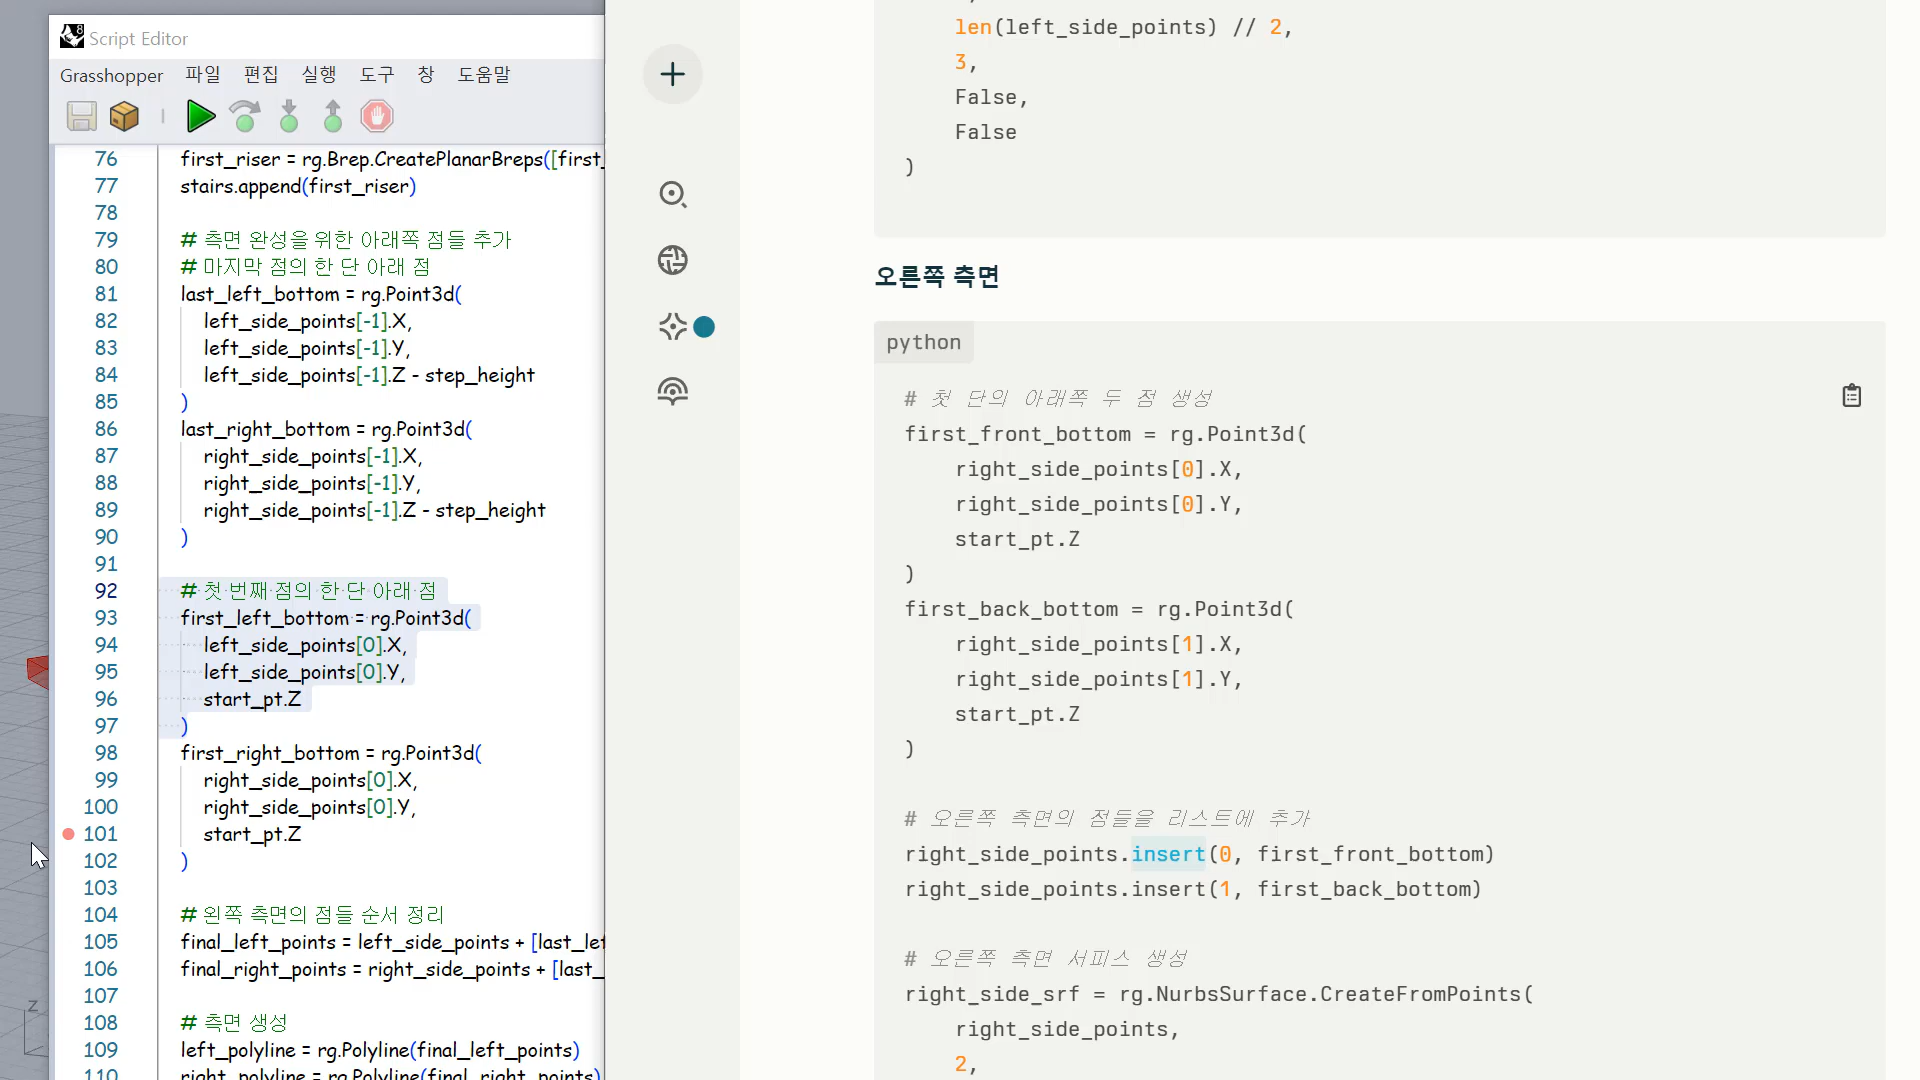 Script Editor
Grasshopper 파일 편집 실행 도구 창 도움말
76 first_riser = rg.Brep.CreatePlanarBreps([first_
77 stairs.append(first_riser)
78
79 # 측면 완성을 위한 아래쪽 점들 추가
80 # 마지막 점의 한 단 아래 점
81 last_left_bottom = rg.Point3d(
82 left_side_points[-1].X,
83 left_side_points[-1].Y,
84 left_side_points[-1].Z - step_height
85 )
86 last_right_bottom = rg.Point3d(
87 right_side_points[-1].X,
88 right_side_points[-1].Y,
89 right_side_points[-1].Z - step_height
90 )
91
92 # 첫 번째 점의 한 단 아래 점
93 first_left_bottom = rg.Point3d(
94 left_side_points[0].X,
95 left_side_points[0].Y,
96 start_pt.Z
97 )
98 first_right_bottom = rg.Point3d(
99 right_side_points[0].X,
100 right_side_points[0].Y,
101 start_pt.Z
102 )
103
104 # 왼쪽 측면의 점들 순서 정리
105 final_left_points = left_side_points + [last_lef
106 final_right_points = right_side_points + [last_
107
108 # 측면 생성
109 left_polyline = rg.Polyline(final_left_points)
110 right_polyline = rg.Polyline(final_right_points)
Z
len(left_side_points) // 2,
3,
False,
False
)
오른쪽 측면
python
# 첫 단의 아래쪽 두 점 생성
first_front_bottom = rg.Point3d(
right_side_points[0].X,
right_side_points[0].Y,
start_pt.Z
)
first_back_bottom = rg.Point3d(
right_side_points[1].X,
right_side_points[1].Y,
start_pt.Z
)
# 오른쪽 측면의 점들을 리스트에 추가
right_side_points.insert(0, first_front_bottom)
right_side_points.insert(1, first_back_bottom)
# 오른쪽 측면 서피스 생성
right_side_srf = rg.NurbsSurface.CreateFromPoints(
right_side_points,
2,